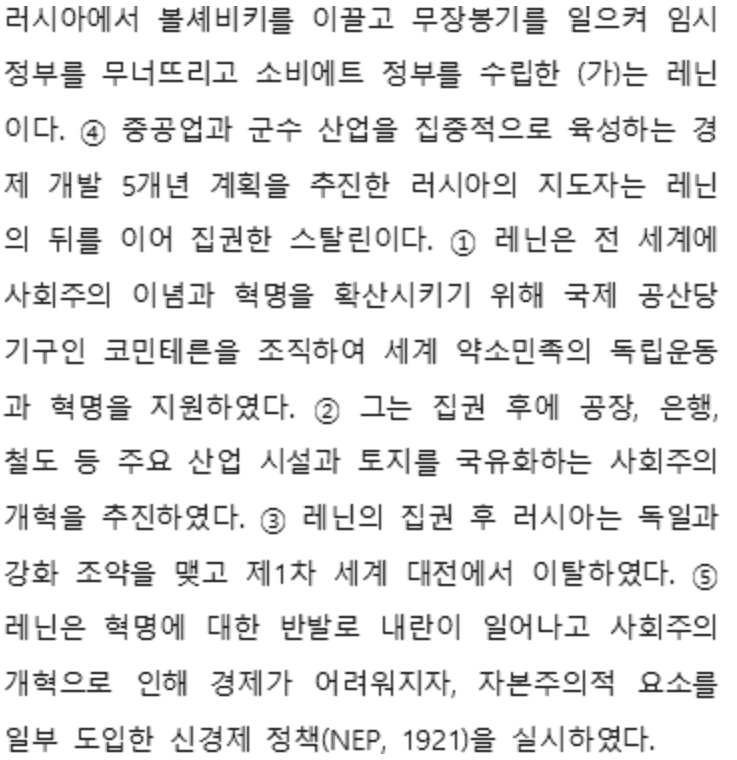 러시아에서 볼셰비키를 이끌고 무장봉기를 일으켜 임시
정부를 무너뜨리고 소비에트 정부를 수립한 (가)는 레닌
이다. ④ 중공업과 군수 산업을 집중적으로 육성하는 경
제 개발 5개년 계획을 추진한 러시아의 지도자는 레닌
의 뒤를 이어 집권한 스탈린이다. ① 레닌은 전 세계에
사회주의 이념과 혁명을 확산시키기 위해 국제 공산당
기구인 코민테른을 조직하여 세계 약소민족의 독립운동
과 혁명을 지원하였다. ② 그는 집권 후에 공장, 은행,
철도 등 주요 산업 시설과 토지를 국유화하는 사회주의
개혁을 추진하였다. ③ 레닌의 집권 후 러시아는 독일과
강화 조약을 맺고 제1차 세계 대전에서 이탈하였다. ⑤
레닌은 혁명에 대한 반발로 내란이 일어나고 사회주의
개혁으로 인해 경제가 어려워지자, 자본주의적 요소를
일부 도입한 신경제 정책(NEP, 1921)을 실시하였다.